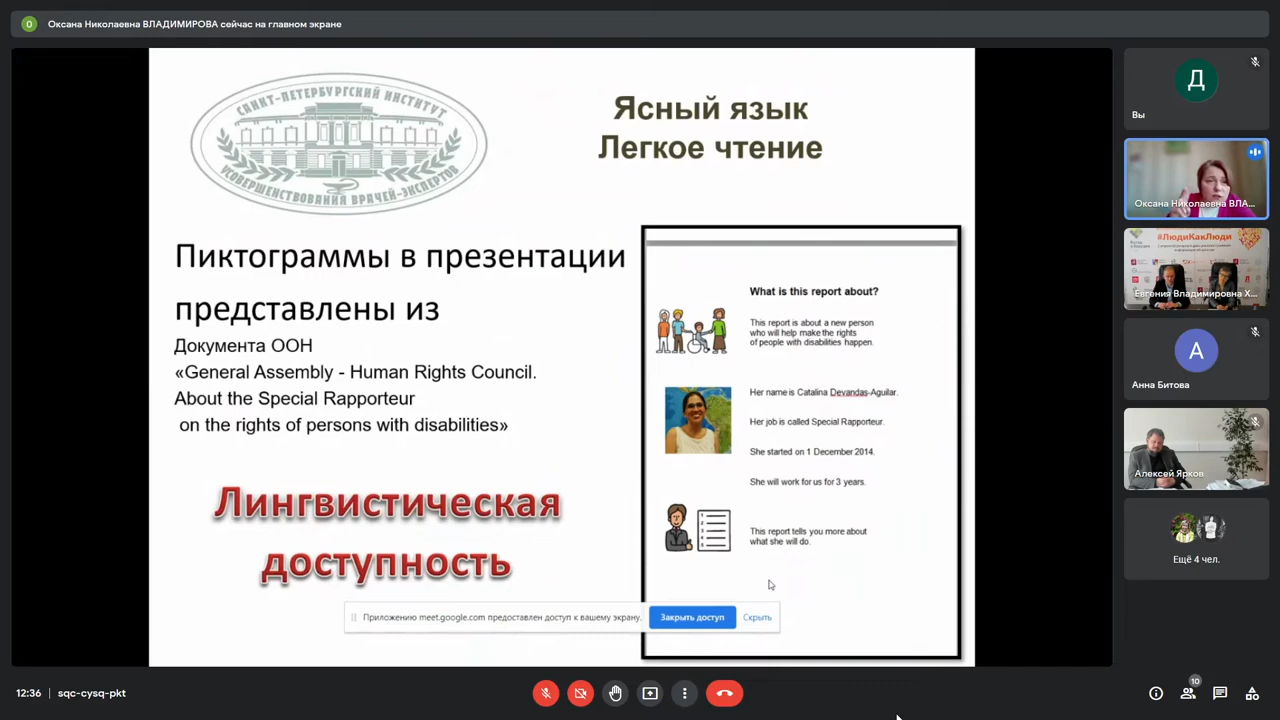 О
Оксана Николаевна ВЛАДИМИРОВА сейчас на главном экране
САНКТ-ПЕТЕРБУРГСКИЙ ИНСТИТУТ
УСОВЕРШЕНСТВОВАНИЯ ВРАЧЕЙ-ЭКСПЕРТОВ
Ясный язык
Легкое чтение
Пиктограммы в презентации
представлены из
Документа ООН
«General Assembly - Human Rights Council.
About the Special Rapporteur
on the rights of persons with disabilities»
Лингвистическая
доступность
What is this report about?
This report is about a new person
who will help make the rights
of people with disabilities happen.
Her name is Catalina Devandas-Aguilar.
Her job is called Special Rapporteur.
She started on 1 December 2014.
She will work for us for 3 years.
This report tells you more about
what she will do.
Приложению meet.google.com предоставлен доступ к вашему экрану.
Закрыть доступ
Скрыть
Д
Вы
Оксана Николаевна ВЛА...
#ЛюдиКакЛюди
Евгения Владимировна Х...
А
Анна Битова
Алексей Ярков
Ещё 4 чел.
12:36
sqc-cysq-pkt
10